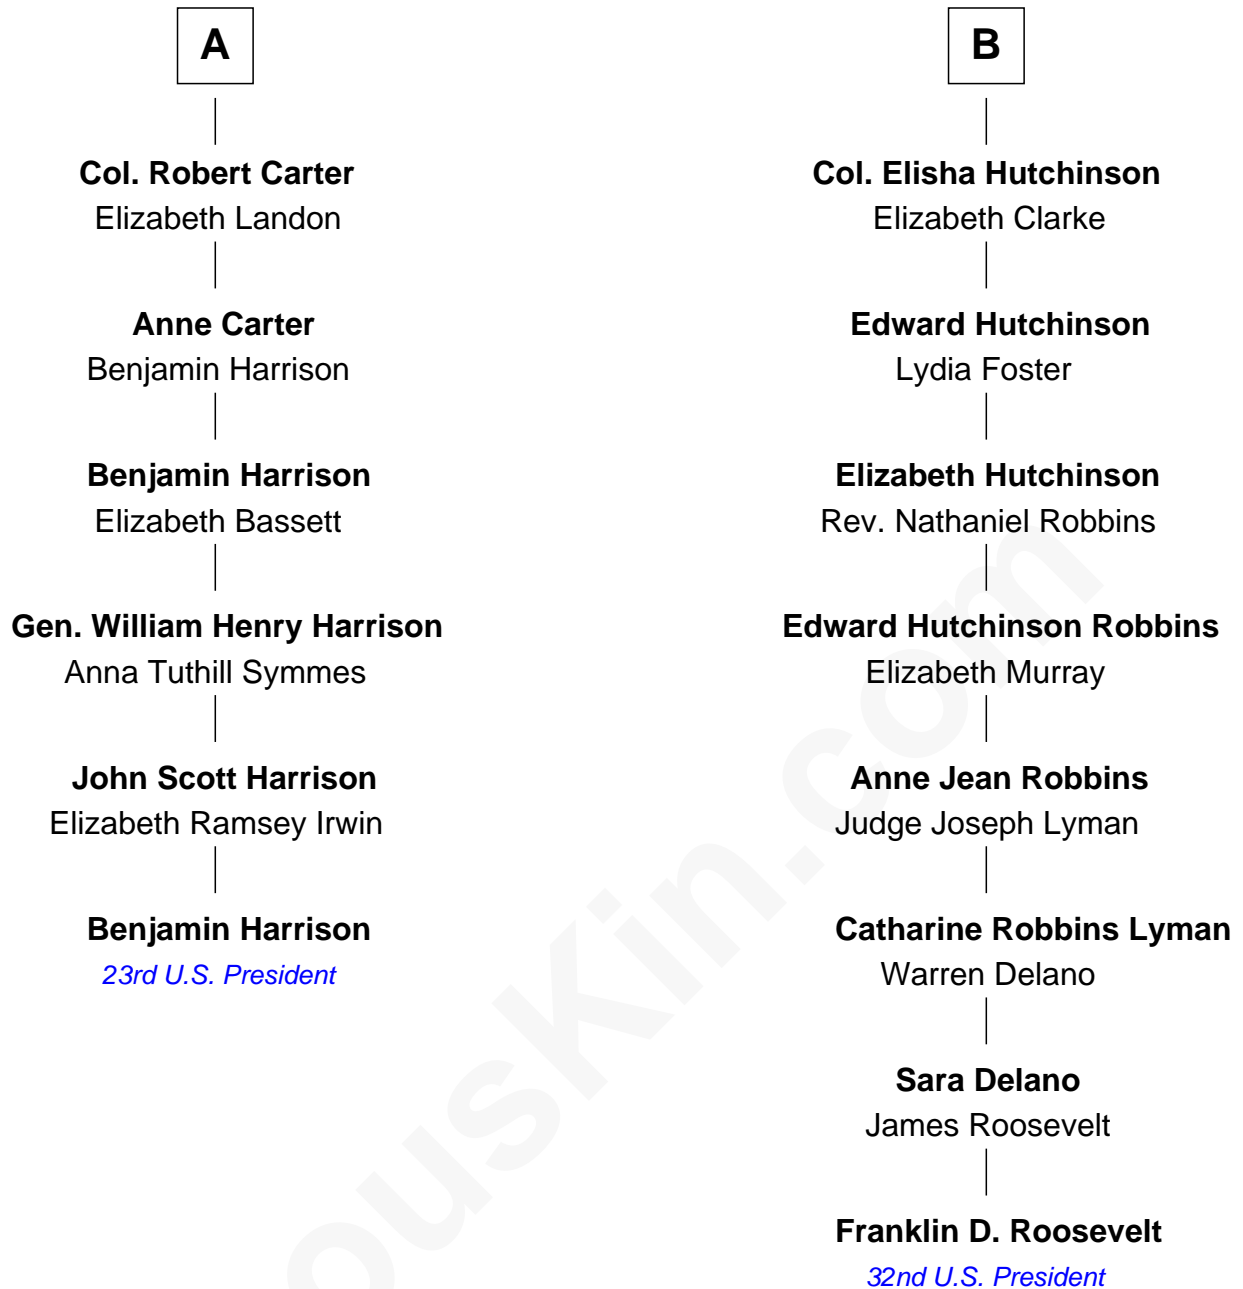 A
Col. Robert Carter
Elizabeth Landon
Anne Carter
Benjamin Harrison
Benjamin Harrison
Elizabeth Bassett
Gen. William Henry Harrison
Anna Tuthill Symmes
John Scott Harrison
Elizabeth Ramsey Irwin
Benjamin Harrison
23rd U.S. President
B
Col. Elisha Hutchinson
Elizabeth Clarke
Edward Hutchinson
Lydia Foster
Elizabeth Hutchinson
Rev. Nathaniel Robbins
Edward Hutchinson Robbins
Elizabeth Murray
Anne Jean Robbins
Judge Joseph Lyman
Catharine Robbins Lyman
Warren Delano
Sara Delano
James Roosevelt
Franklin D. Roosevelt
32nd U.S. President
ouskin.com